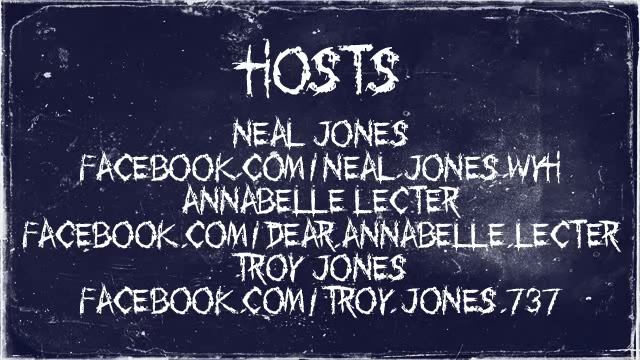 HOSTS
NEAL JONES
FACEBOOK.COM/NEAL.JONES.WYH
ANNABELLE LECTER
FACEBOOK.COM/DEAR.ANNABELLE.LECTER
TROY JONES
FACEBOOK.COM/TROY.JONES.737